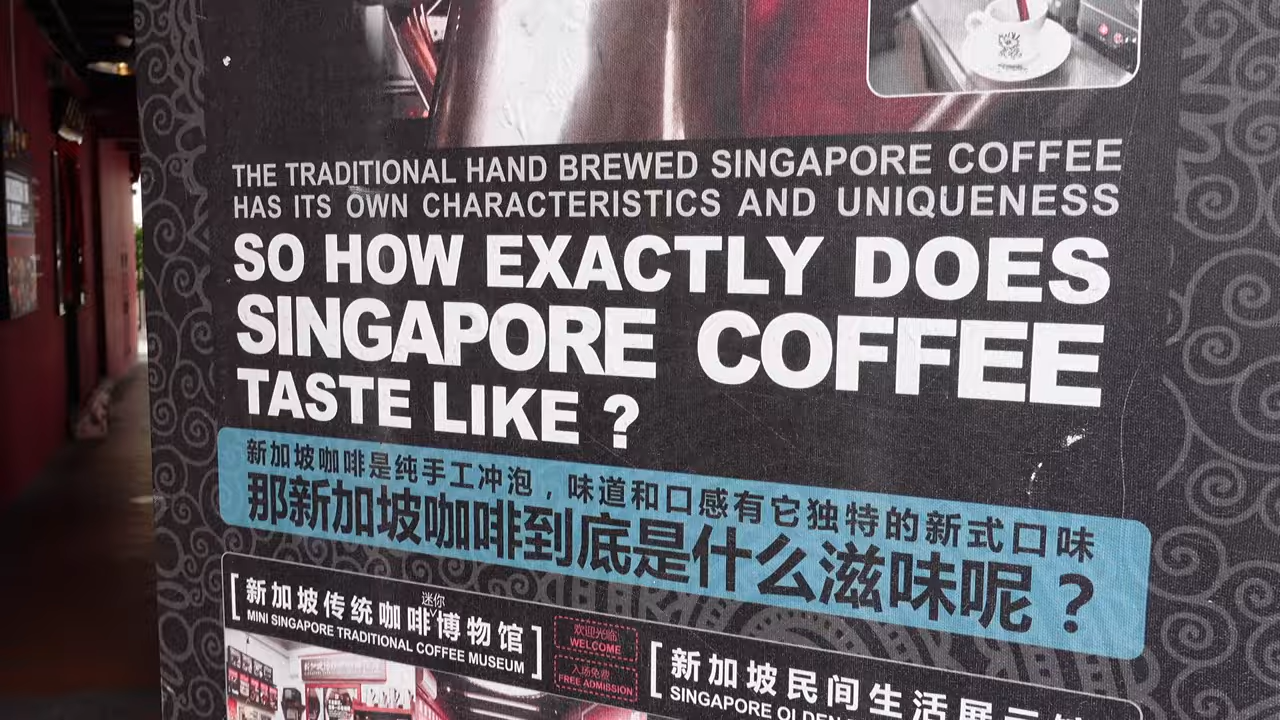 THE TRADITIONAL HAND BREWED SINGAPORE COFFEE
HAS ITS OWN CHARACTERISTICS AND UNIQUENESS
SO HOW EXACTLY DOES
SINGAPORE COFFEE
TASTE LIKE ?
新加坡咖啡是纯手工冲泡，味道和口感有它独特的新式口味
那新加坡咖啡到底是什么滋味呢？
迷你
[新加坡传统咖啡博物馆]
MINI SINGAPORE TRADITIONAL COFFEE MUSEUM
欢迎光临
WELCOME
入场免费
FREE ADMISSION
[新加坡民间生活展示
SINGAPORE OLDEN